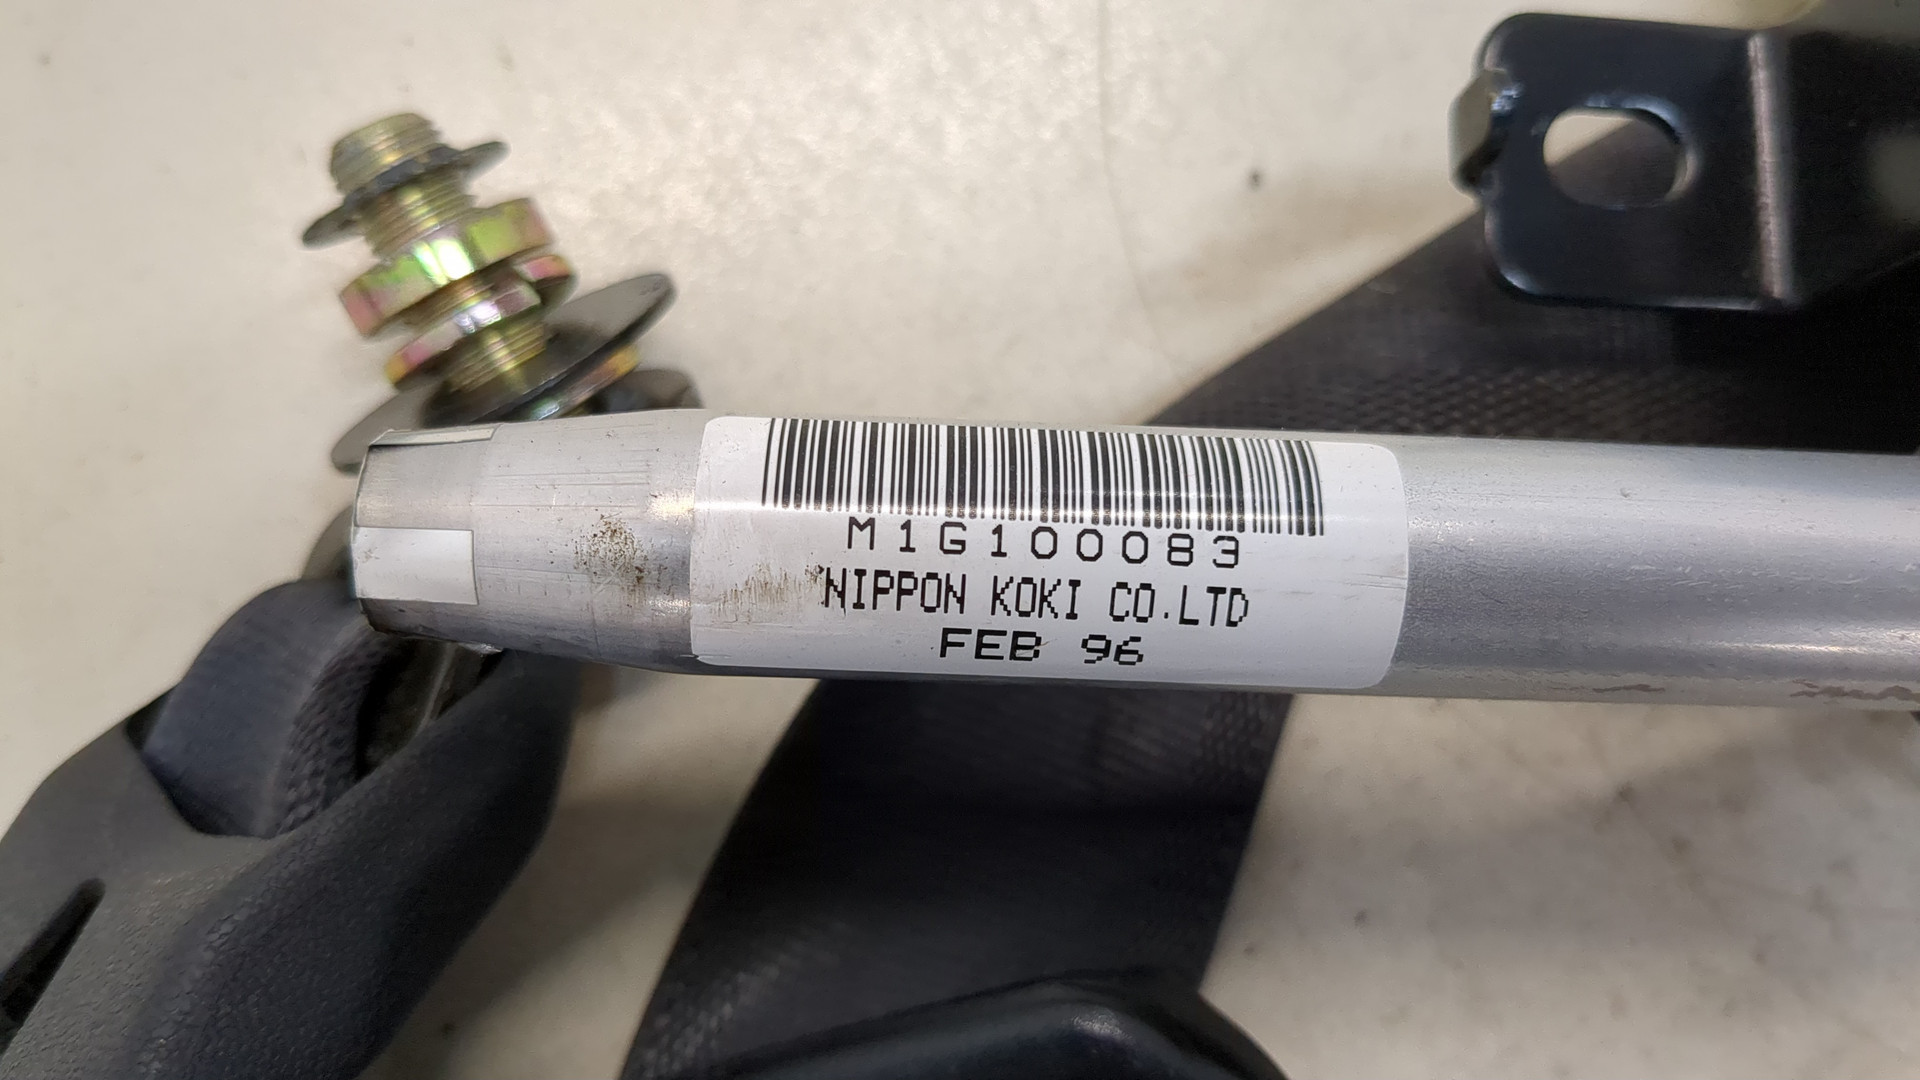 M1G100083
NIPPON KOKI CO.LTD
FEB 96